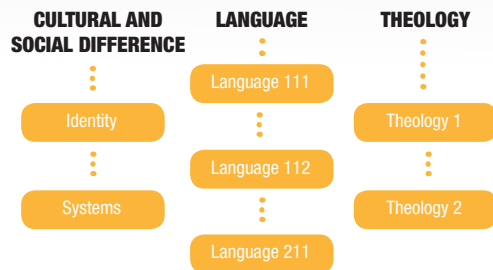 CULTURAL AND
SOCIAL DIFFERENCE
Identity
Systems
LANGUAGE
Language 111
Language 112
Language 211
THEOLOGY
Theology 1
Theology 2